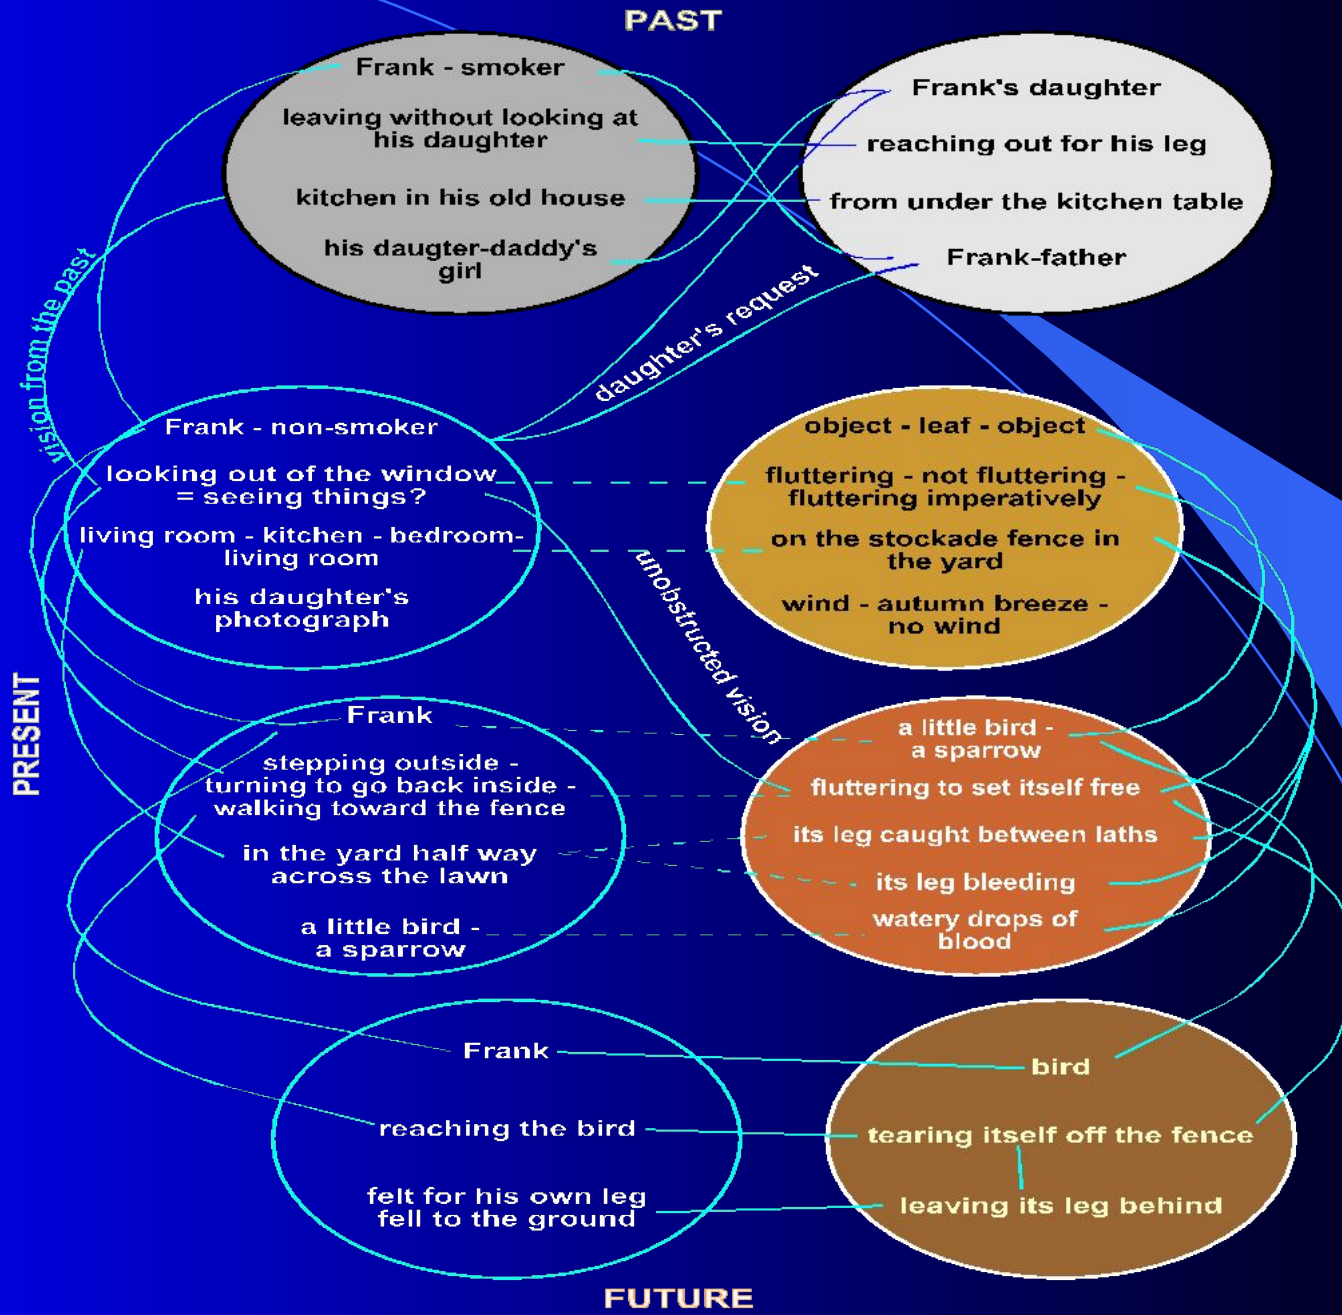 PAST
Frank - smoker
leaving without looking at
his daughter
kitchen in his old house
his daugter-daddy's
girl
Frank's daughter
reaching out for his leg
from under the kitchen table
Frank-father
vision from the past
daughter's request
Frank - non-smoker
looking out of the window
= seeing things?
living room - kitchen - bedroom-
living room
his daughter's
photograph
object - leaf - object
fluttering - not fluttering -
fluttering imperatively
on the stockade fence in
the yard
wind - autumn breeze -
no wind
unobstructed vision
PRESENT
Frank
stepping outside -
turning to go back inside -
walking toward the fence
in the yard half way
across the lawn
a little bird -
a sparrow
a little bird -
a sparrow
fluttering to set itself free
its leg caught between laths
its leg bleeding
watery drops of
blood
Frank
reaching the bird
felt for his own leg
fell to the ground
bird
tearing itself off the fence
leaving its leg behind
FUTURE